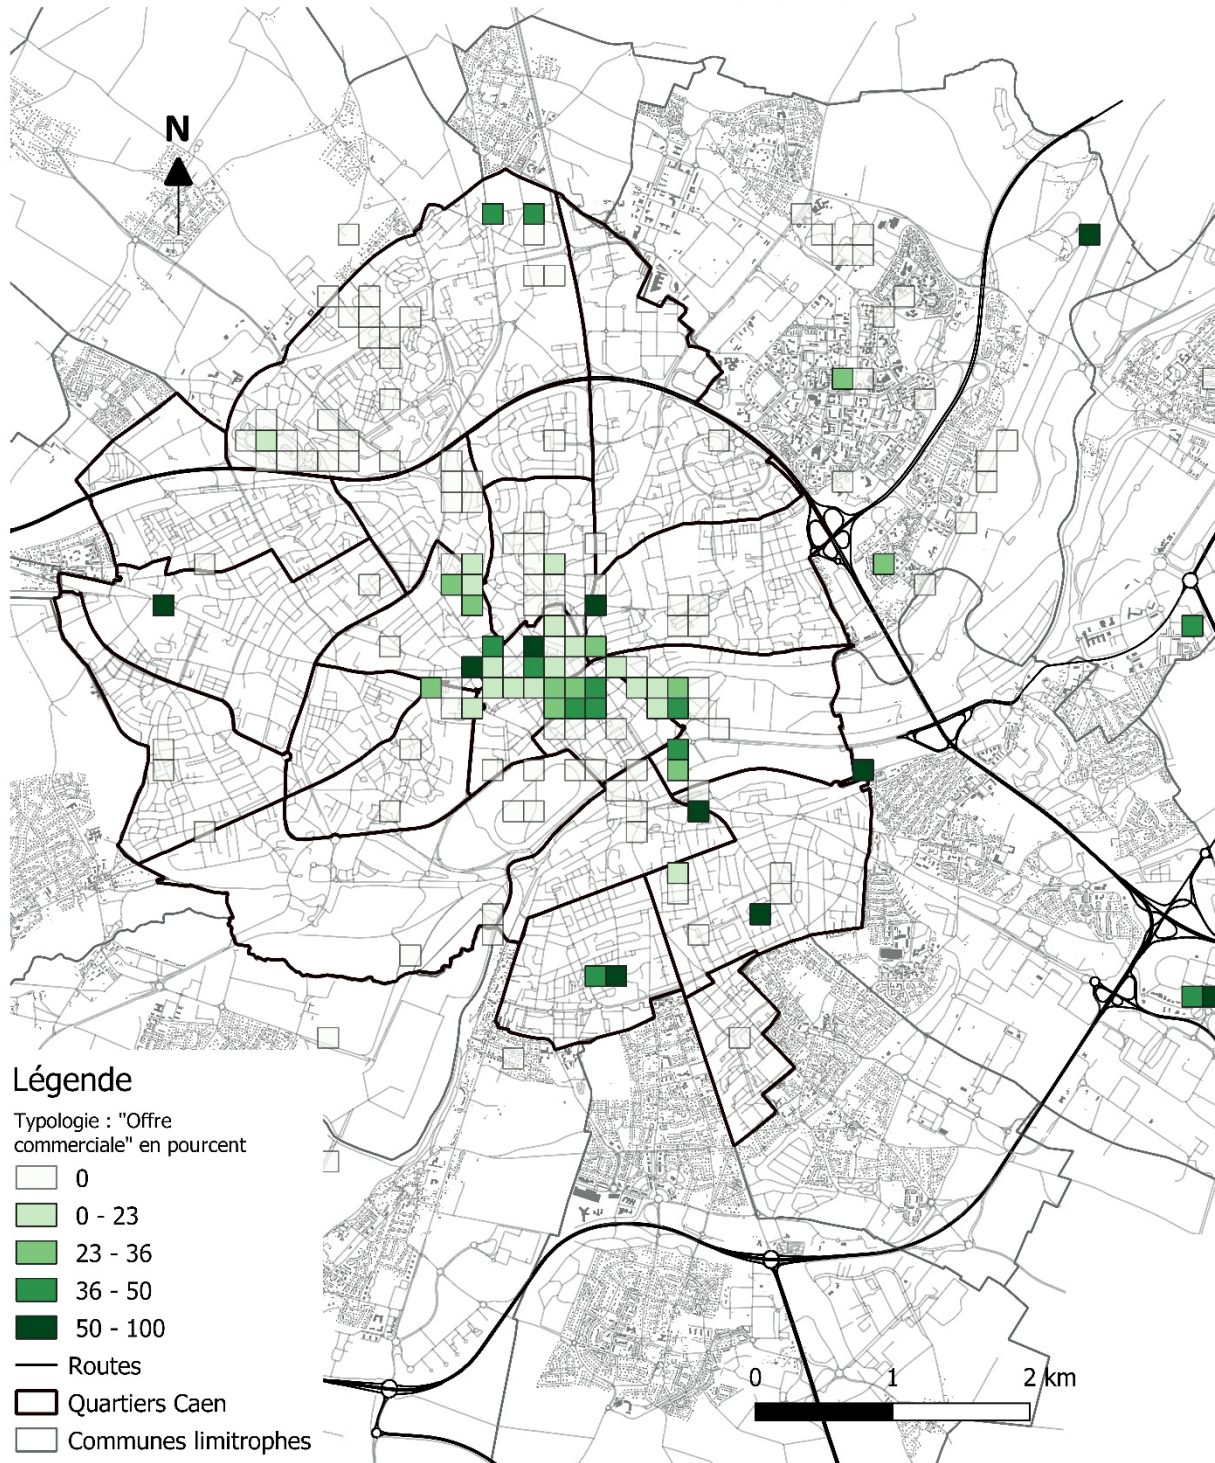 N
Légende
Typologie : "Offre
commerciale" en pourcent
0
0 - 23
23 - 36
36 - 50
50 - 100
Routes
Quartiers Caen
Communes limitrophes
0 1 2 km